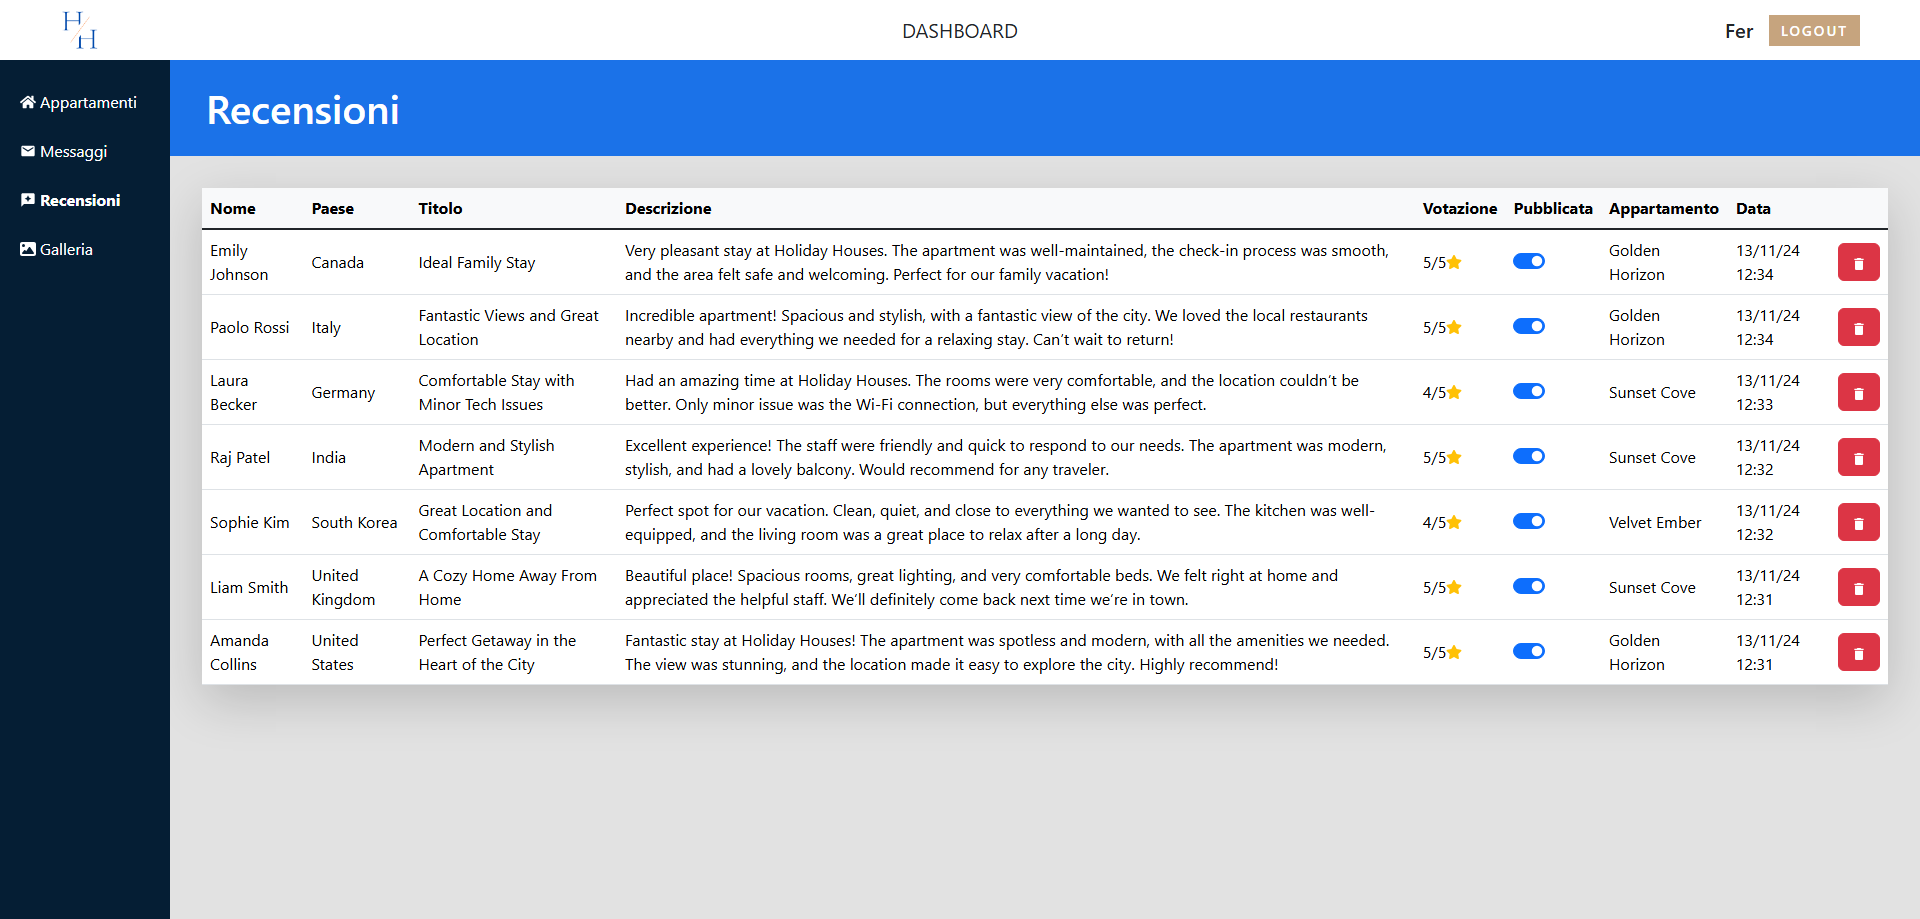 H/H
DASHBOARD
Fer
LOGOUT
Appartamenti
Messaggi
Recensioni
Galleria
Recensioni
Nome Paese Titolo Descrizione Votazione Pubblicata Appartamento Data
Emily Johnson Canada Ideal Family Stay Very pleasant stay at Holiday Houses. The apartment was well-maintained, the check-in process was smooth, and the area felt safe and welcoming. Perfect for our family vacation! 5/5 Golden Horizon 13/11/24 12:34
Paolo Rossi Italy Fantastic Views and Great Location Incredible apartment! Spacious and stylish, with a fantastic view of the city. We loved the local restaurants nearby and had everything we needed for a relaxing stay. Can't wait to return! 5/5 Golden Horizon 13/11/24 12:34
Laura Becker Germany Comfortable Stay with Minor Tech Issues Had an amazing time at Holiday Houses. The rooms were very comfortable, and the location couldn't be better. Only minor issue was the Wi-Fi connection, but everything else was perfect. 4/5 Sunset Cove 13/11/24 12:33
Raj Patel India Modern and Stylish Apartment Excellent experience! The staff were friendly and quick to respond to our needs. The apartment was modern, stylish, and had a lovely balcony. Would recommend for any traveler. 5/5 Sunset Cove 13/11/24 12:32
Sophie Kim South Korea Great Location and Comfortable Stay Perfect spot for our vacation. Clean, quiet, and close to everything we wanted to see. The kitchen was well-equipped, and the living room was a great place to relax after a long day. 4/5 Velvet Ember 13/11/24 12:32
Liam Smith United Kingdom A Cozy Home Away From Home Beautiful place! Spacious rooms, great lighting, and very comfortable beds. We felt right at home and appreciated the helpful staff. We'll definitely come back next time we're in town. 5/5 Sunset Cove 13/11/24 12:31
Amanda Collins United States Perfect Getaway in the Heart of the City Fantastic stay at Holiday Houses! The apartment was spotless and modern, with all the amenities we needed. The view was stunning, and the location made it easy to explore the city. Highly recommend! 5/5 Golden Horizon 13/11/24 12:31